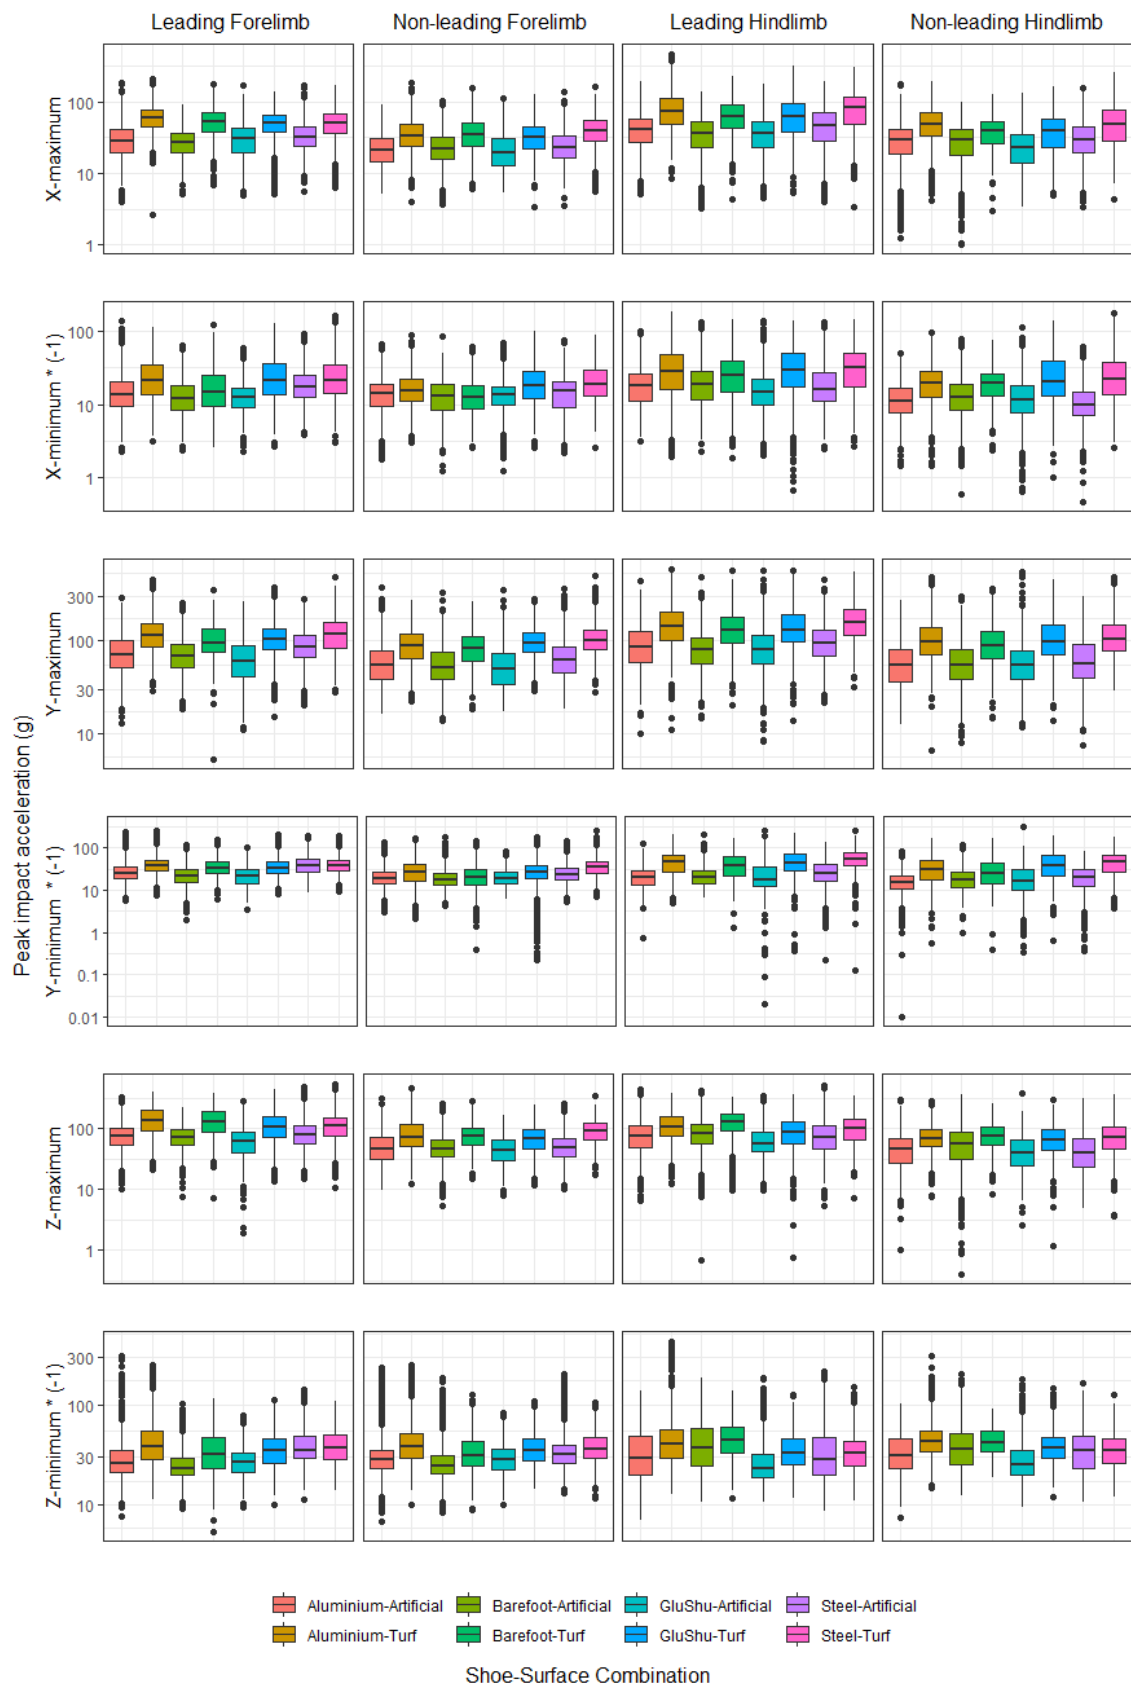 Leading Forelimb Non-leading Forelimb Leading Hindlimb Non-leading Hindlimb
Peak impact acceleration (g)
X-maximum
100
10
1
X-minimum * (-1)
100
10
1
Y-maximum
300
100
30
10
Y-minimum * (-1)
100
10
1
0.1
0.01
Z-maximum
100
10
1
Z-minimum * (-1)
300
100
30
10
Aluminium-Artificial Barefoot-Artificial GluShu-Artificial Steel-Artificial
Aluminium-Turf Barefoot-Turf GluShu-Turf Steel-Turf
Shoe-Surface Combination